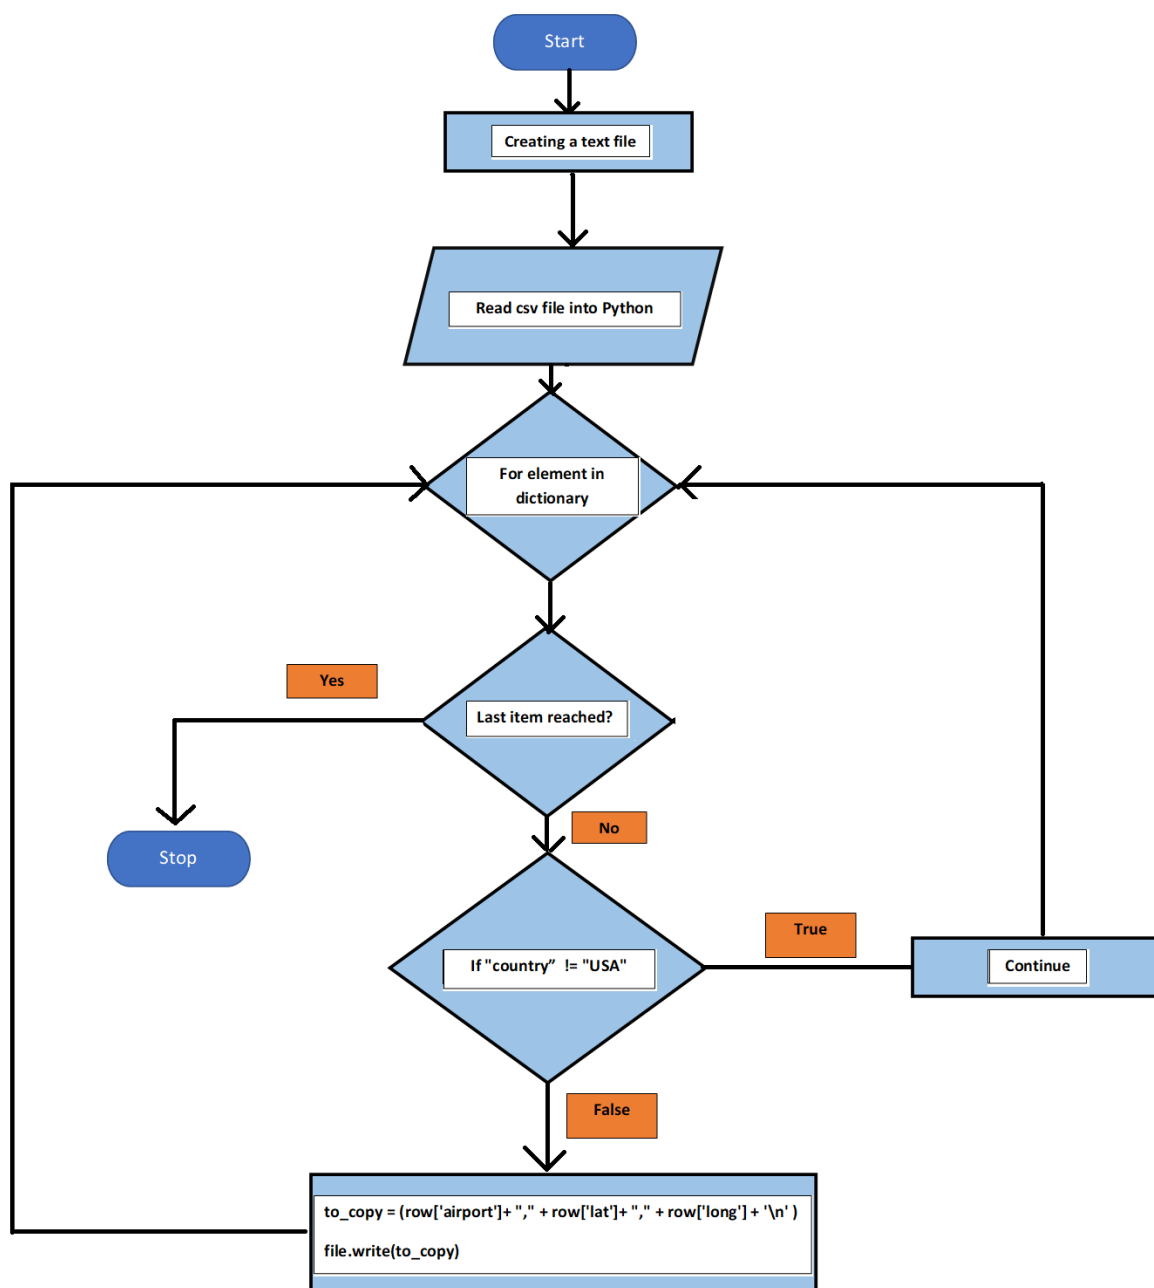 Start
Creating a text file
Read csv file into Python
For element in
dictionary
Yes
Last item reached?
No
Stop
True
If "country” != "USA"
Continue
False
to_copy = (row['airport']+ "," + row['lat']+ "," + row['long'] + '\n' )
file.write(to_copy)